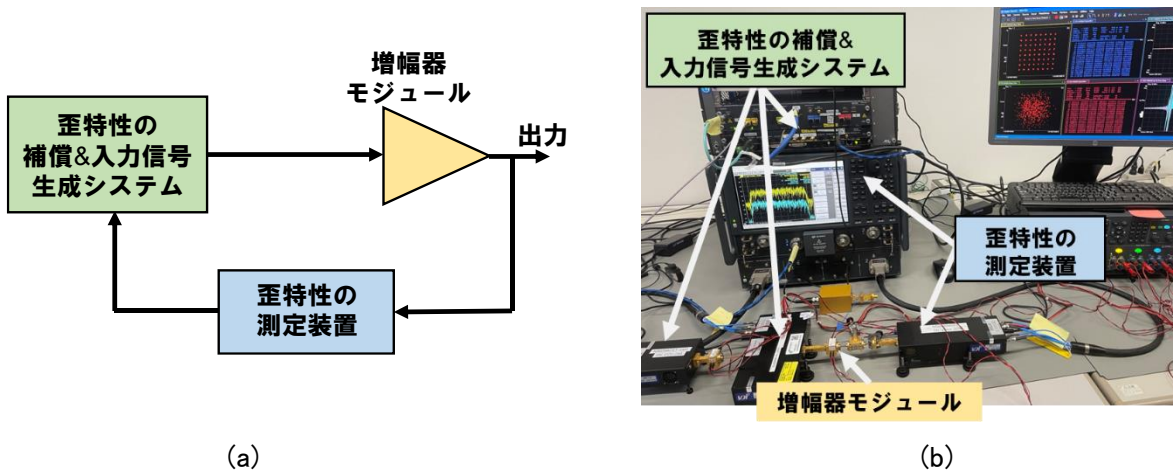 増幅器
モジュール
歪特性の
補償&入力信号
生成システム
出力
歪特性の
測定装置
(a)
歪特性の補償&
入力信号生成システム
歪特性の
測定装置
増幅器モジュール
(b)